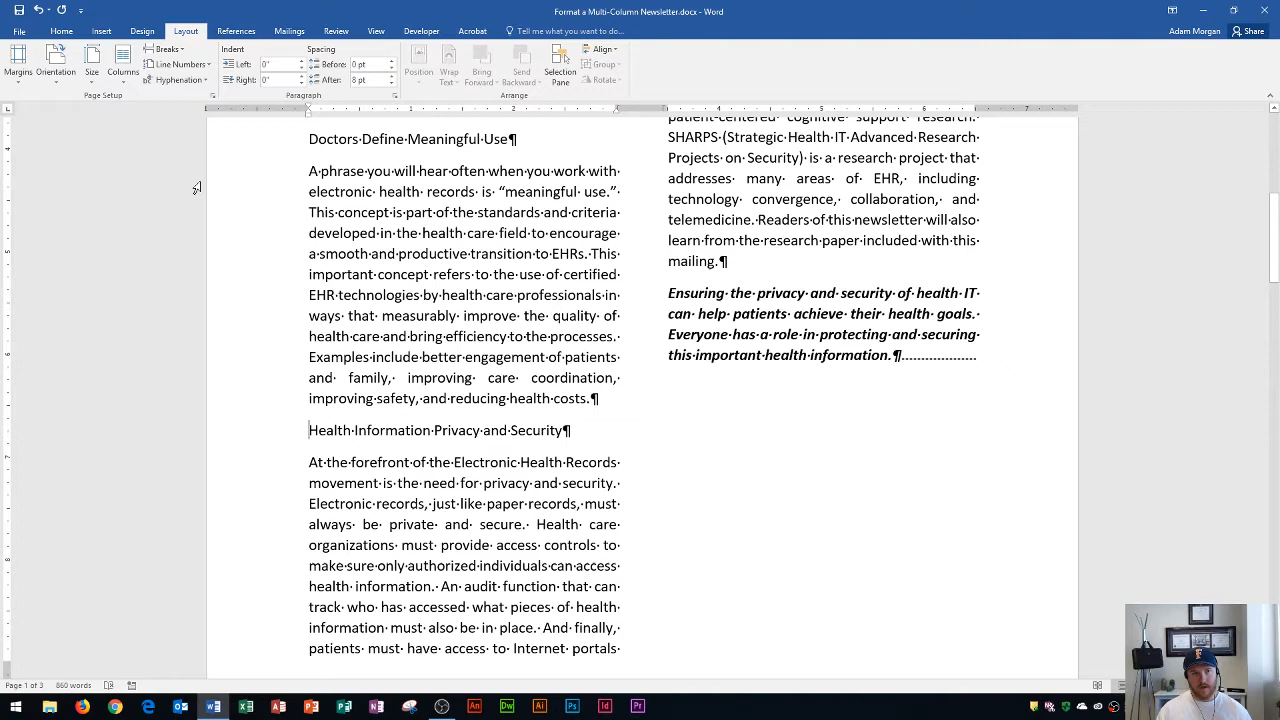 Format a Multi-Column Newsletter.docx - Word
Adam Morgan
Share
File Home Insert Design Layout References Mailings Review View Developer Acrobat Tell me what you want to do...
Margins Orientation Size Columns
Breaks
Line Numbers
Hyphenation
Page Setup
Indent
Left: 0"
Right: 0"
Spacing
Before: 0 pt
After: 8 pt
Paragraph
Position
Wrap Text
Bring Forward
Send Backward
Selection Pane
Align
Group
Rotate
Arrange
Doctors·Define·Meaningful·Use¶
A·phrase·you·will·hear·often·when·you·work·with·
electronic· health· records· is· “meaningful· use.”·
This·concept·is·part·of·the·standards·and·criteria·
developed·in·the·health·care·field·to·encourage·
a·smooth·and·productive·transition·to·EHRs.·This·
important·concept·refers·to·the·use·of·certified·
EHR·technologies·by·health·care·professionals·in·
ways· that· measurably· improve· the· quality· of·
health·care·and·bring·efficiency·to·the·processes.·
Examples·include·better·engagement·of·patients·
and· family,· improving· care· coordination,·
improving·safety,·and·reducing·health·costs.¶
Health·Information·Privacy·and·Security¶
At·the·forefront·of·the·Electronic·Health·Records·
movement·is·the·need·for·privacy·and·security.·
Electronic·records,·just·like·paper·records,·must·
always· be· private· and· secure.· Health· care·
organizations· must· provide· access· controls· to·
make·sure·only·authorized·individuals·can·access·
health· information.· An· audit· function· that· can·
track· who· has· accessed· what· pieces· of· health·
information· must· also· be· in· place.· And· finally,·
patients· must· have· access· to· Internet· portals·
patient-centered· cognitive· support· research.·
SHARPS·(Strategic·Health·IT·Advanced·Research·
Projects· on· Security)· is· a· research· project· that·
addresses· many· areas· of· EHR,· including·
technology· convergence,· collaboration,· and·
telemedicine.·Readers·of·this·newsletter·will·also·
learn·from·the·research·paper·included·with·this·
mailing.¶
Ensuring· the· privacy· and· security· of· health· IT·
can· help· patients· achieve· their· health· goals.·
Everyone·has·a·role·in·protecting·and·securing·
this·important·health·information.¶...................
Page 1 of 3 860 words